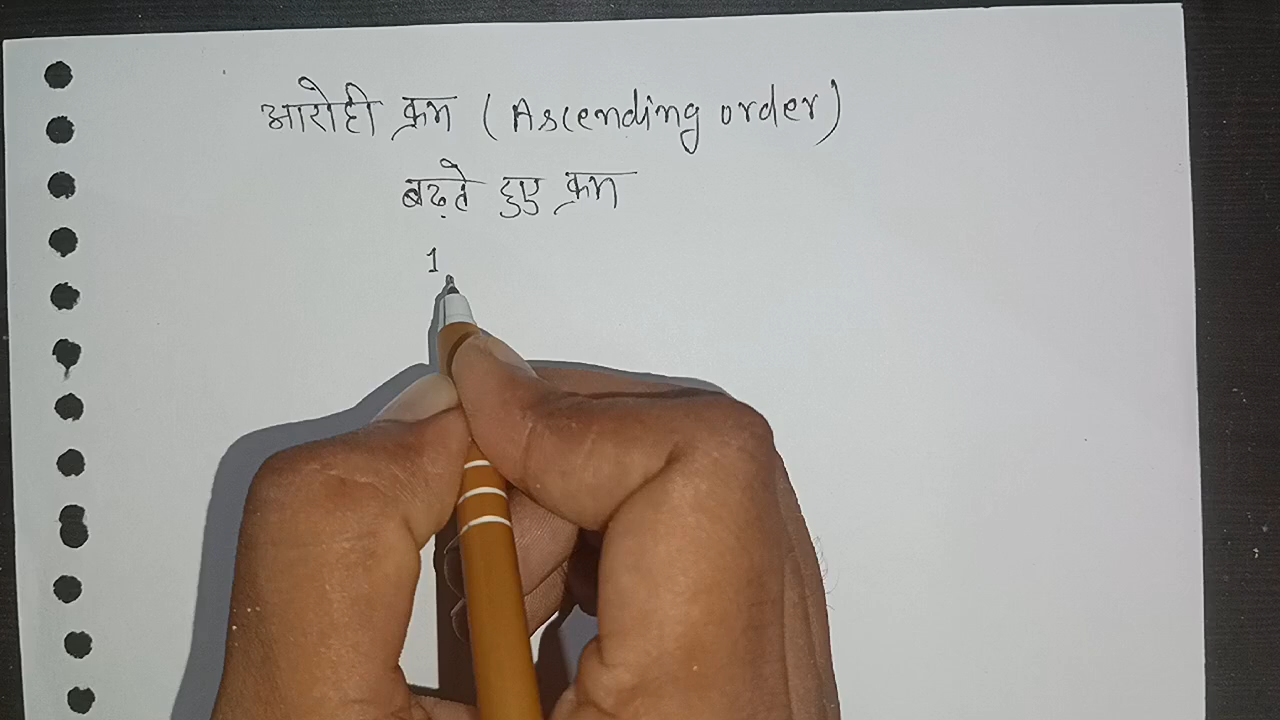 आरोही क्रम (Ascending order)
बढ़ते हुए क्रम
1